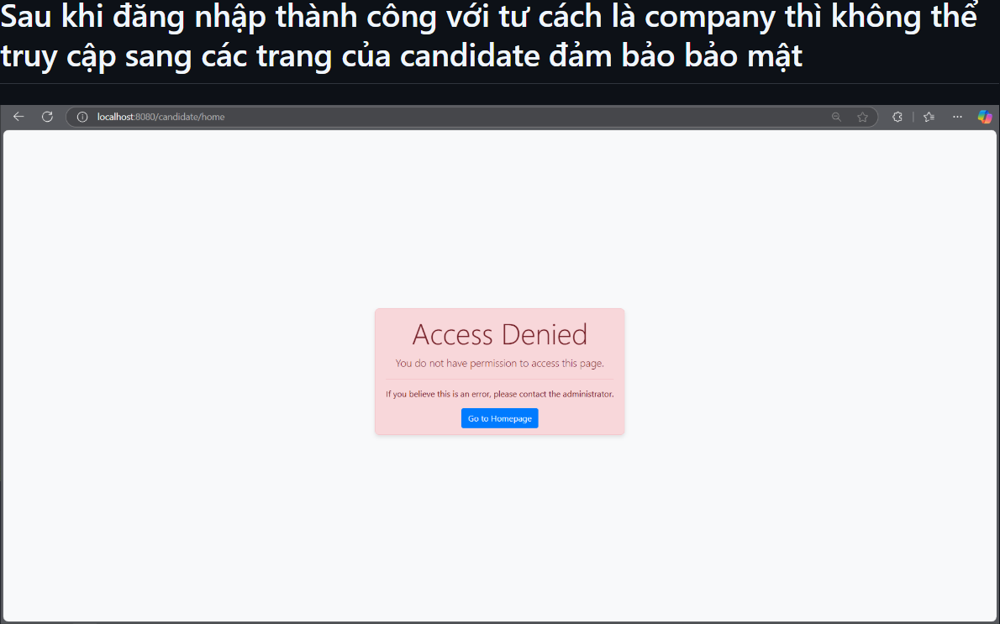 Sau khi đăng nhập thành công với tư cách là company thì không thể
truy cập sang các trang của candidate đảm bảo bảo mật
localhost:8080/candidate/home
Access Denied
You do not have permission to access this page.
If you believe this is an error, please contact the administrator.
Go to Homepage